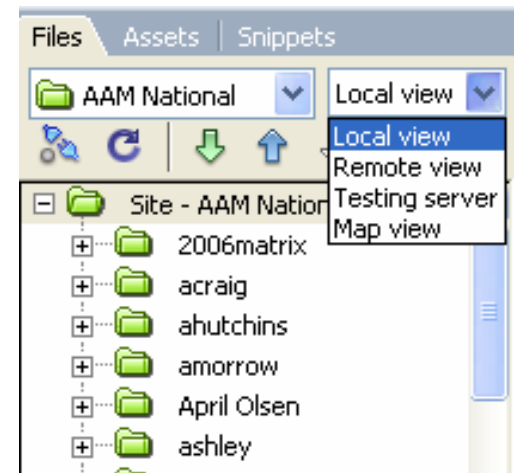 Files Assets Snippets
AAM National Local view
Local view
Remote view
Testing server
Map view
Site - AAM Nation
2006matrix
acraig
ahutchins
amorrow
April Olsen
ashley